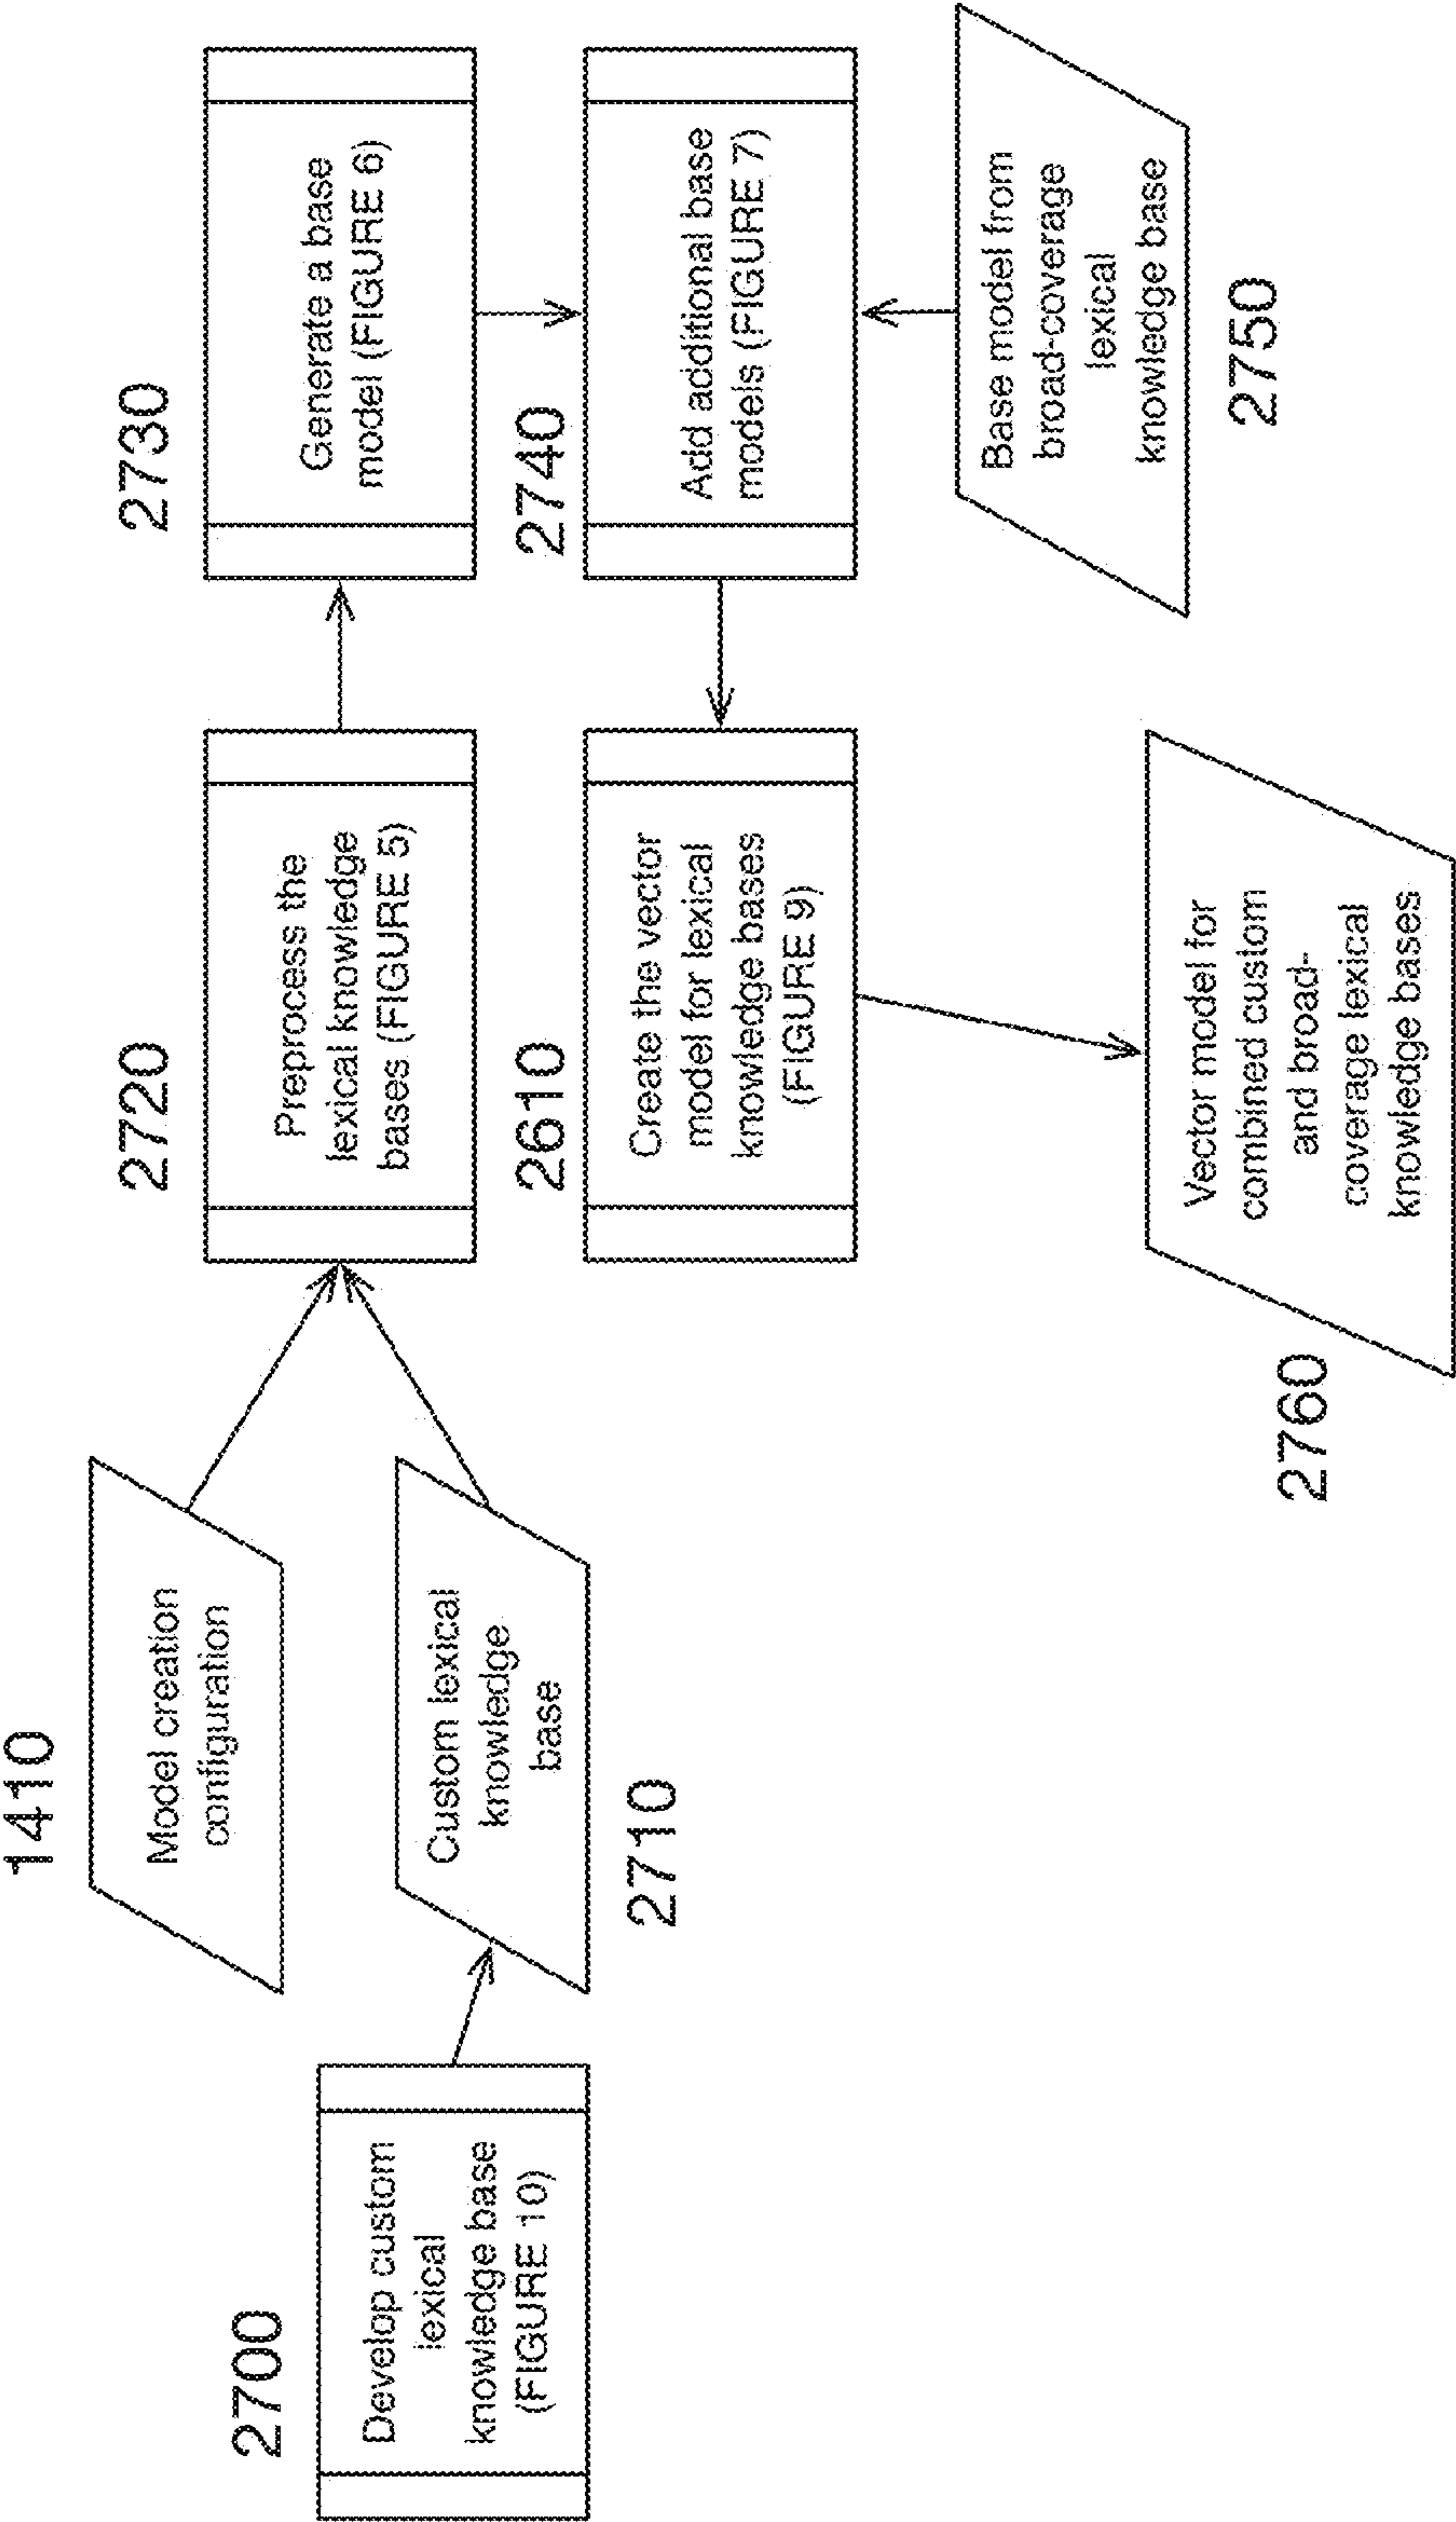 1410
Model creation
configuration
2700
Develop custom
lexical
knowledge base
(FIGURE 10)
Custom lexical
knowledge
base
2710
2720
Preprocess the
lexical knowledge
bases (FIGURE 5)
2730
Generate a base
model (FIGURE 6)
2610
Create the vector
model for lexical
knowledge bases
(FIGURE 9)
2740
Add additional base
models (FIGURE 7)
Base model from
broad-coverage
lexical
knowledge base
2750
2760
Vector model for
combined custom
and broad-
coverage lexical
knowledge bases